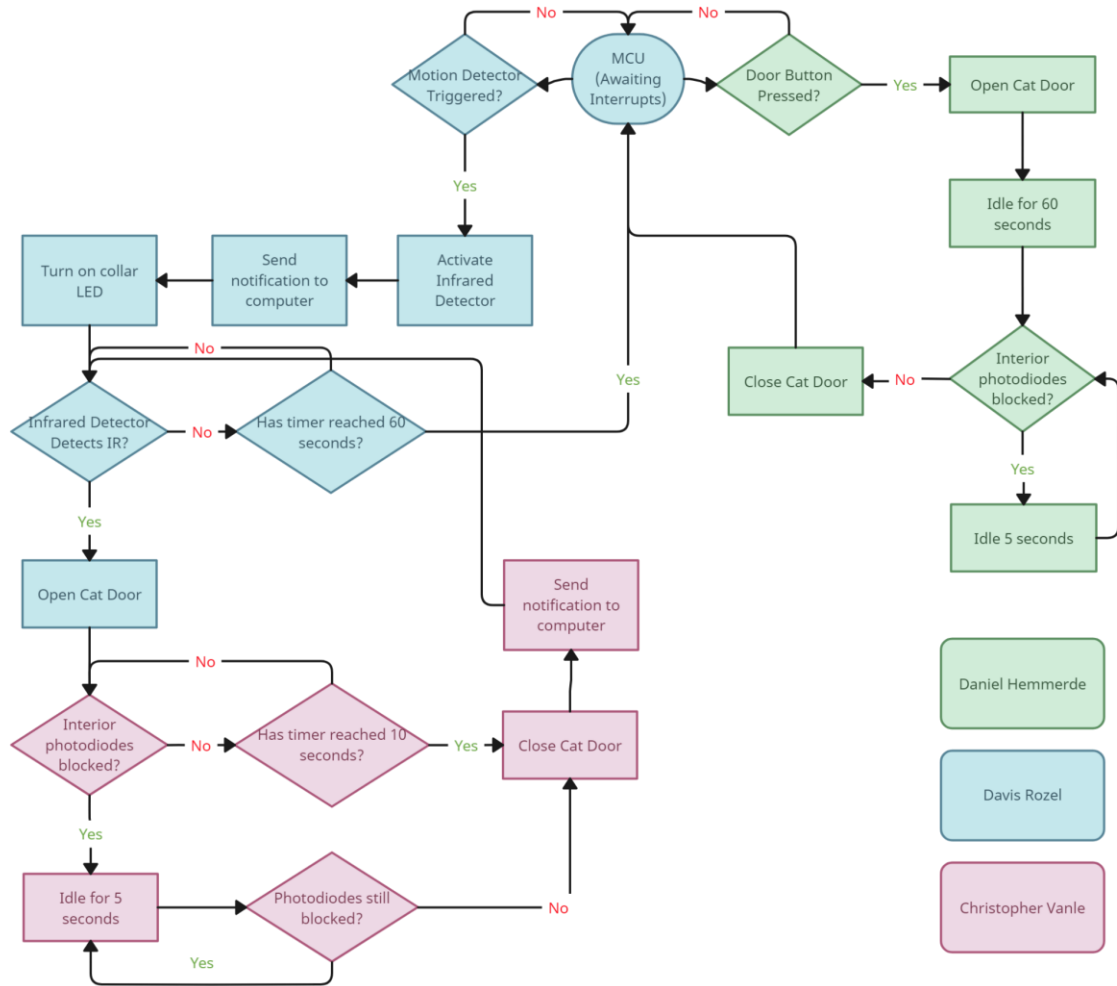 No
No
MCU
(Awaiting
Interrupts)
Motion Detector
Triggered?
Door Button
Pressed?
Yes
Open Cat Door
Yes
Idle for 60
seconds
Turn on collar
LED
Send
notification to
computer
Activate
Infrared
Detector
No
Yes
Close Cat Door
No
Interior
photodiodes
blocked?
Infrared Detector
Detects IR?
No
Has timer reached 60
seconds?
Yes
Yes
Idle 5 seconds
Open Cat Door
Send
notification to
computer
No
Interior
photodiodes
blocked?
No
Has timer reached 10
seconds?
Yes
Close Cat Door
Yes
Idle for 5
seconds
Photodiodes still
blocked?
No
Yes
Daniel Hemmerde
Davis Rozel
Christopher Vanle